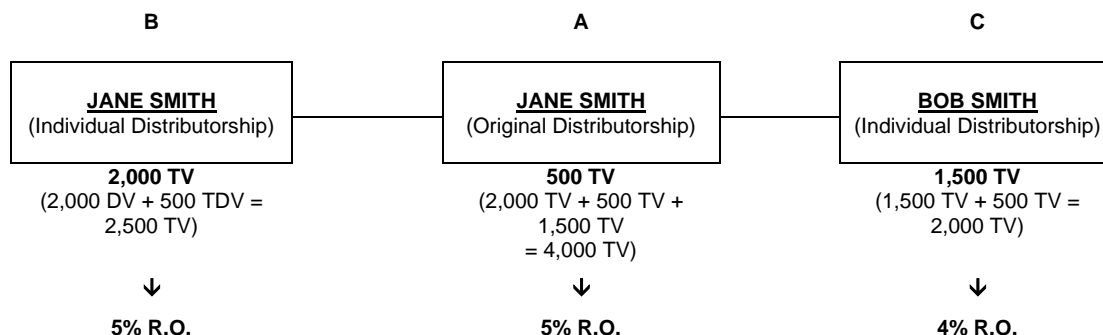 B
JANE SMITH
(Individual Distributorship)
2,000 TV
(2,000 DV + 500 TDV =
2,500 TV)
5% R.O.
A
JANE SMITH
(Original Distributorship)
500 TV
(2,000 TV + 500 TV +
1,500 TV
= 4,000 TV)
5% R.O.
C
BOB SMITH
(Individual Distributorship)
1,500 TV
(1,500 TV + 500 TV =
2,000 TV)
4% R.O.